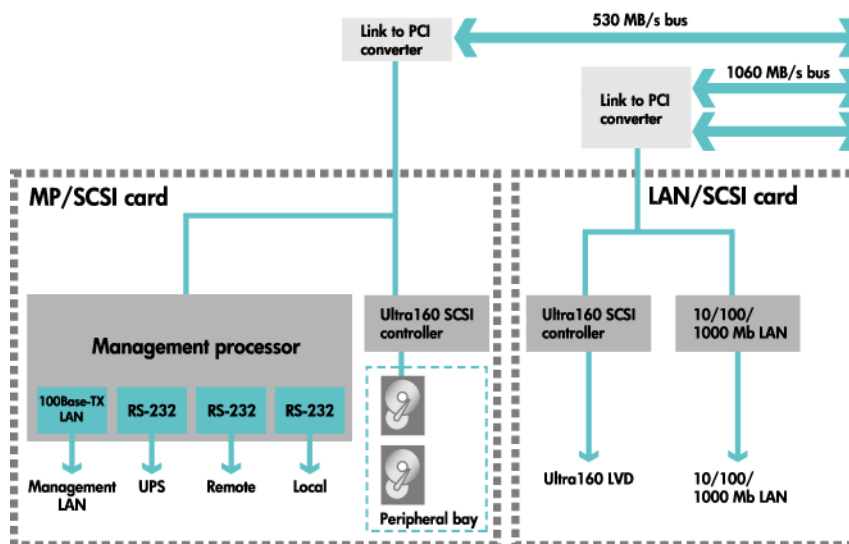 530 MB/s bus
Link to PCI
converter
1060 MB/s bus
Link to PCI
converter
MP/SCSI card
LAN/SCSI card
Management processor
Ultra160 SCSI
controller
Ultra160 SCSI
controller
10/100/
1000 Mb LAN
100Base-TX
LAN
RS-232
RS-232
RS-232
Management
LAN
UPS
Remote
Local
Peripheral bay
Ultra160 LVD
10/100/
1000 Mb LAN